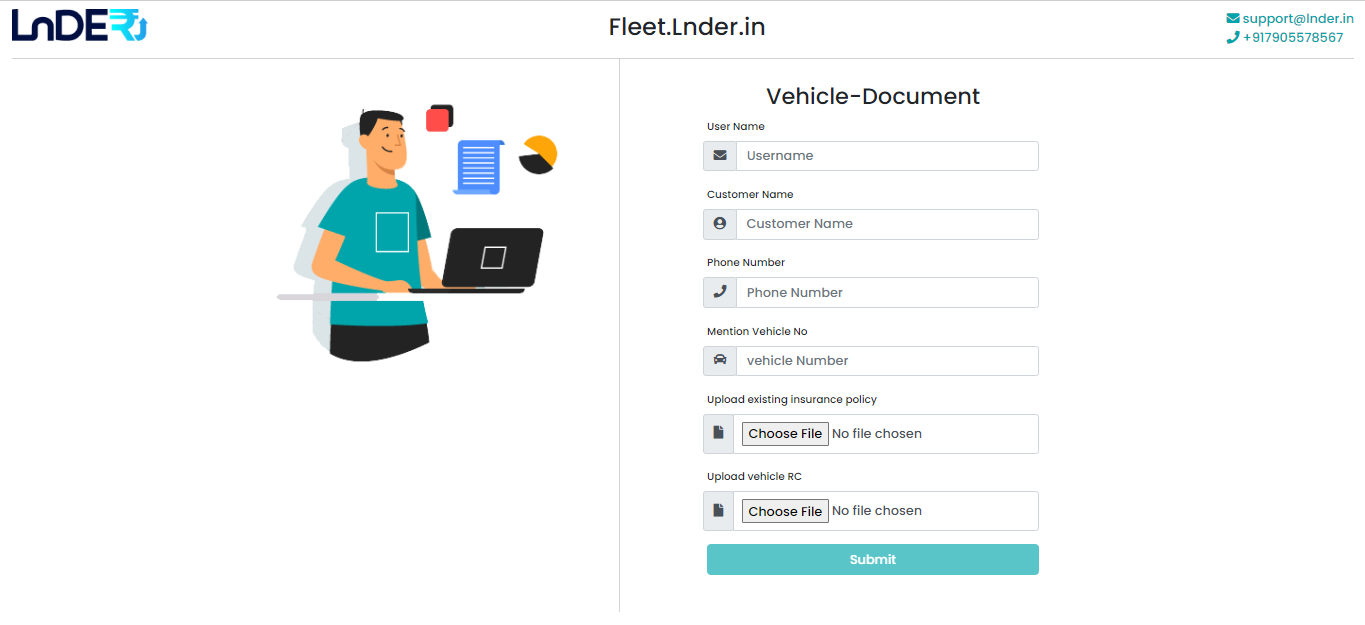 LnDER
Fleet.Lnder.in
support@lnder.in
+917905578567
Vehicle-Document
User Name
Username
Customer Name
Customer Name
Phone Number
Phone Number
Mention Vehicle No
vehicle Number
Upload existing insurance policy
Choose File No file chosen
Upload vehicle RC
Choose File No file chosen
Submit